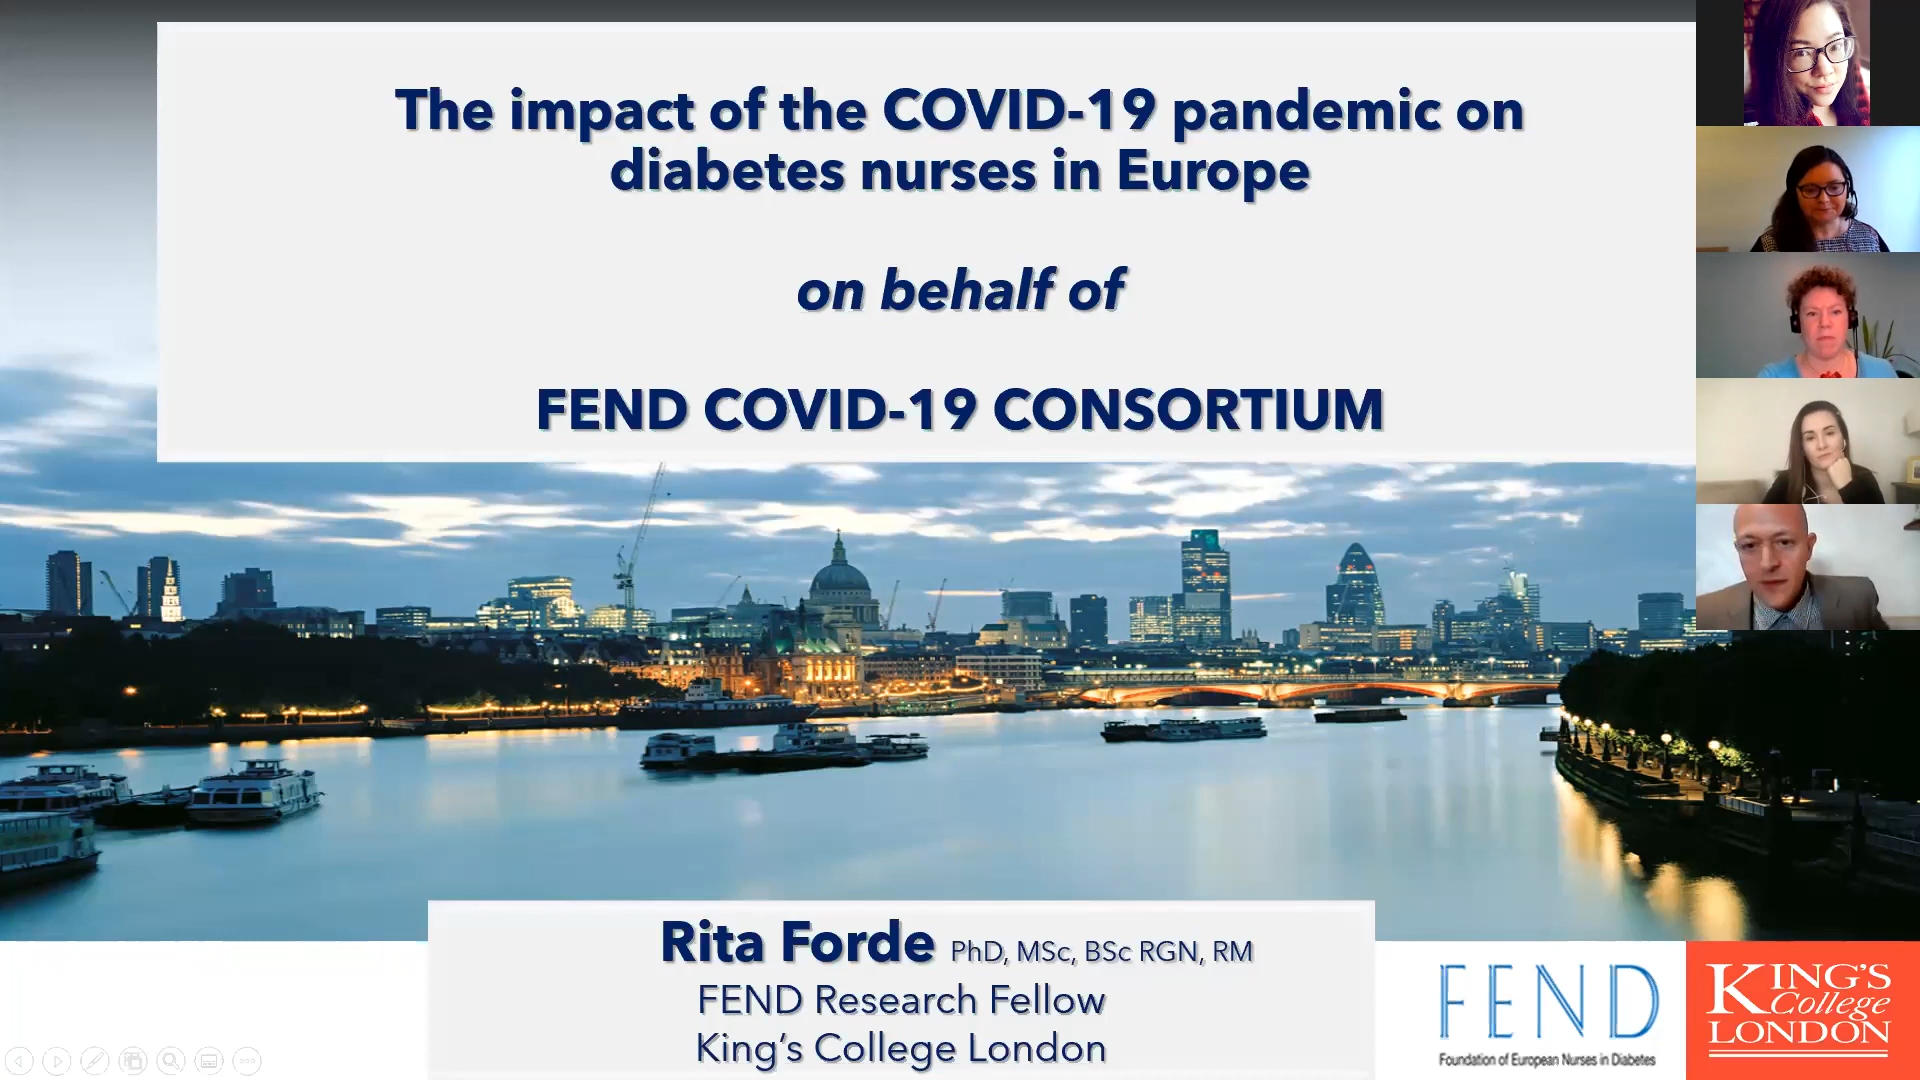 The impact of the COVID-19 pandemic on
diabetes nurses in Europe
on behalf of
FEND COVID-19 CONSORTIUM
Rita Forde PhD, MSc, BSc RGN, RM
FEND Research Fellow
King's College London
FEND
Foundation of European Nurses in Diabetes
KING'S
College
LONDON